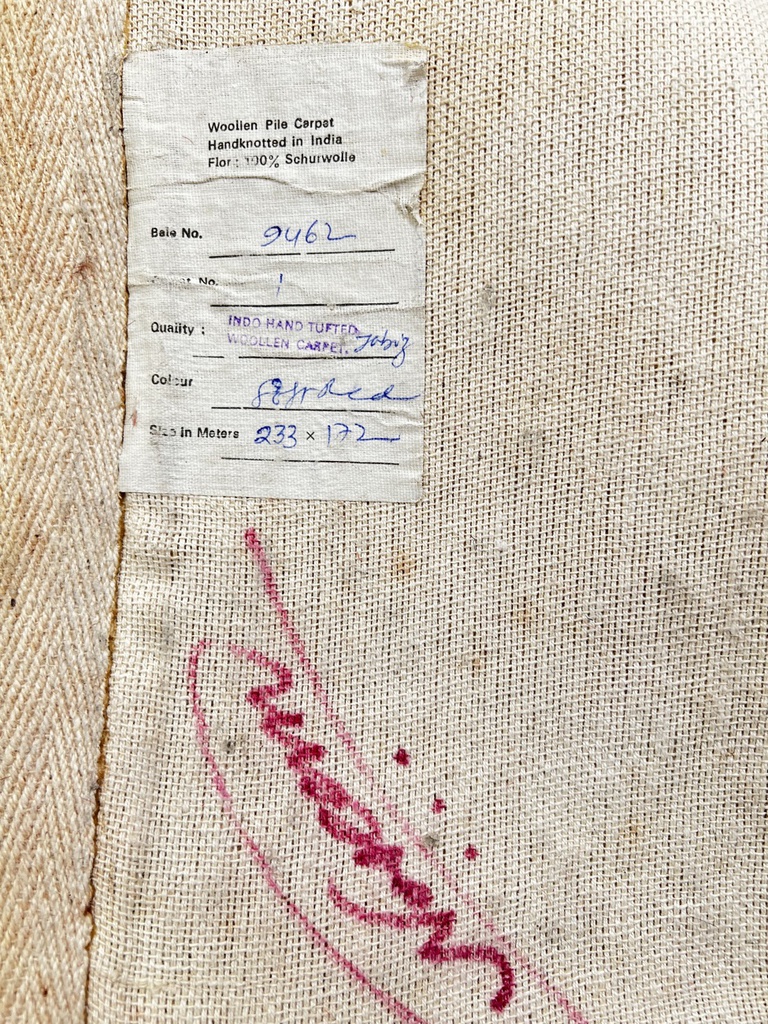 Woollen Pile Carpet
Handknotted in India
Flor : 100% Schurwolle
Bale No. 9462
No. 1
Quality : INDO HAND TUFTED
WOOLLEN CARPET.
Colour Red
Size in Meters 233 × 172